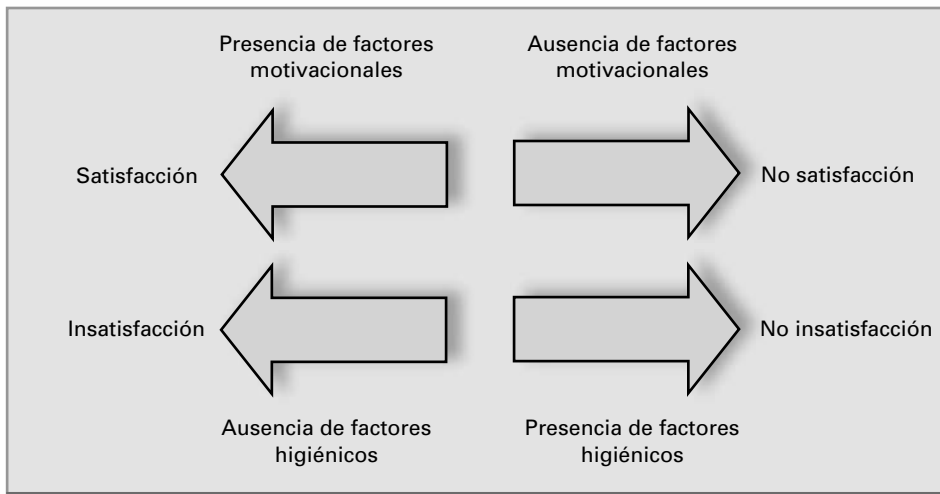 Presencia de factores
motivacionales
Ausencia de factores
motivacionales
Satisfacción
No satisfacción
Insatisfacción
No insatisfacción
Ausencia de factores
higiénicos
Presencia de factores
higiénicos